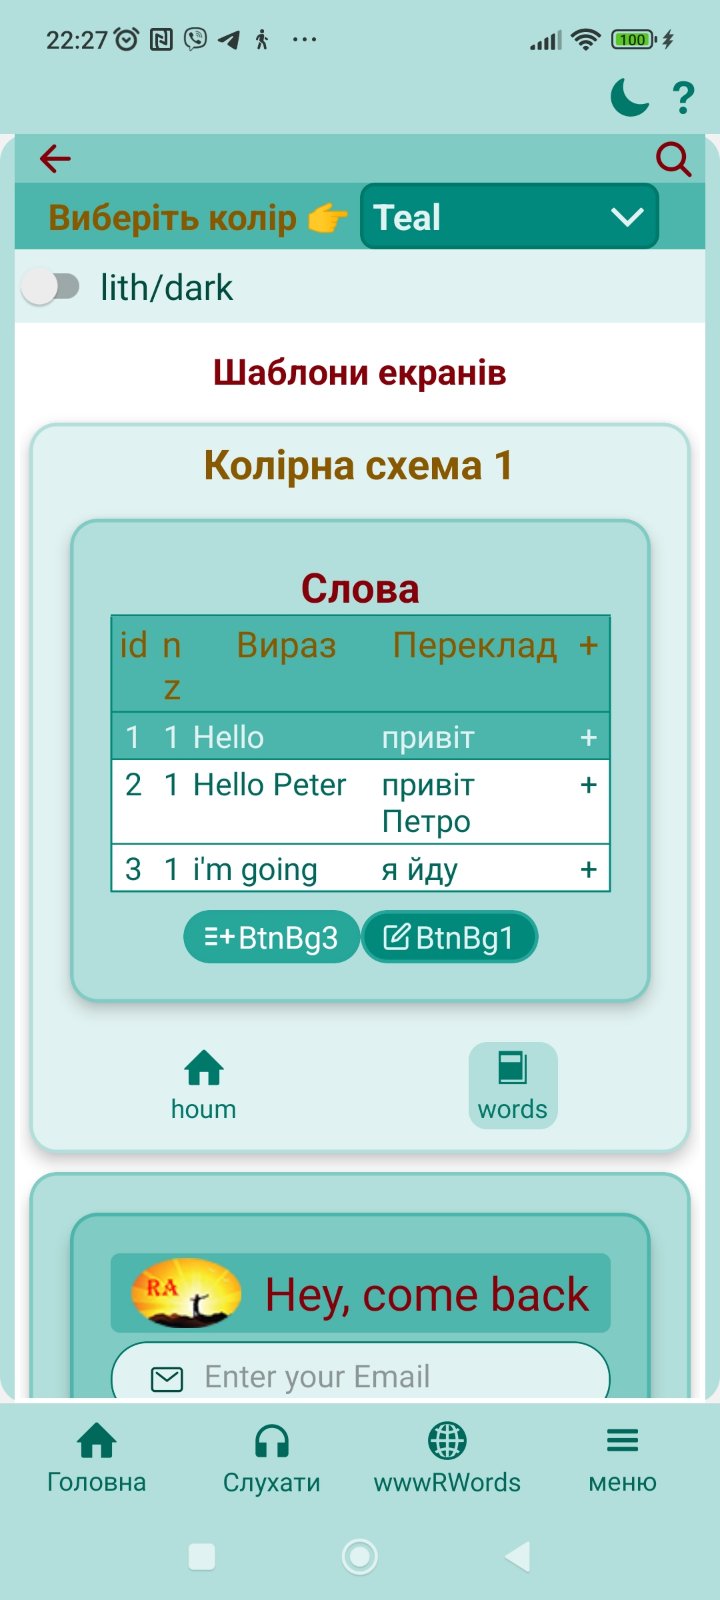 22:27 100
?
Виберіть колір 👉 Teal
lith/dark
Шаблони екранів
Колірна схема 1
Слова
id nz Вираз Переклад +
1 1 Hello привіт +
2 1 Hello Peter привіт Петро +
3 1 i'm going я йду +
BtnBg3 BtnBg1
houm words
RA Hey, come back
Enter your Email
Головна Слухати wwwRWords меню